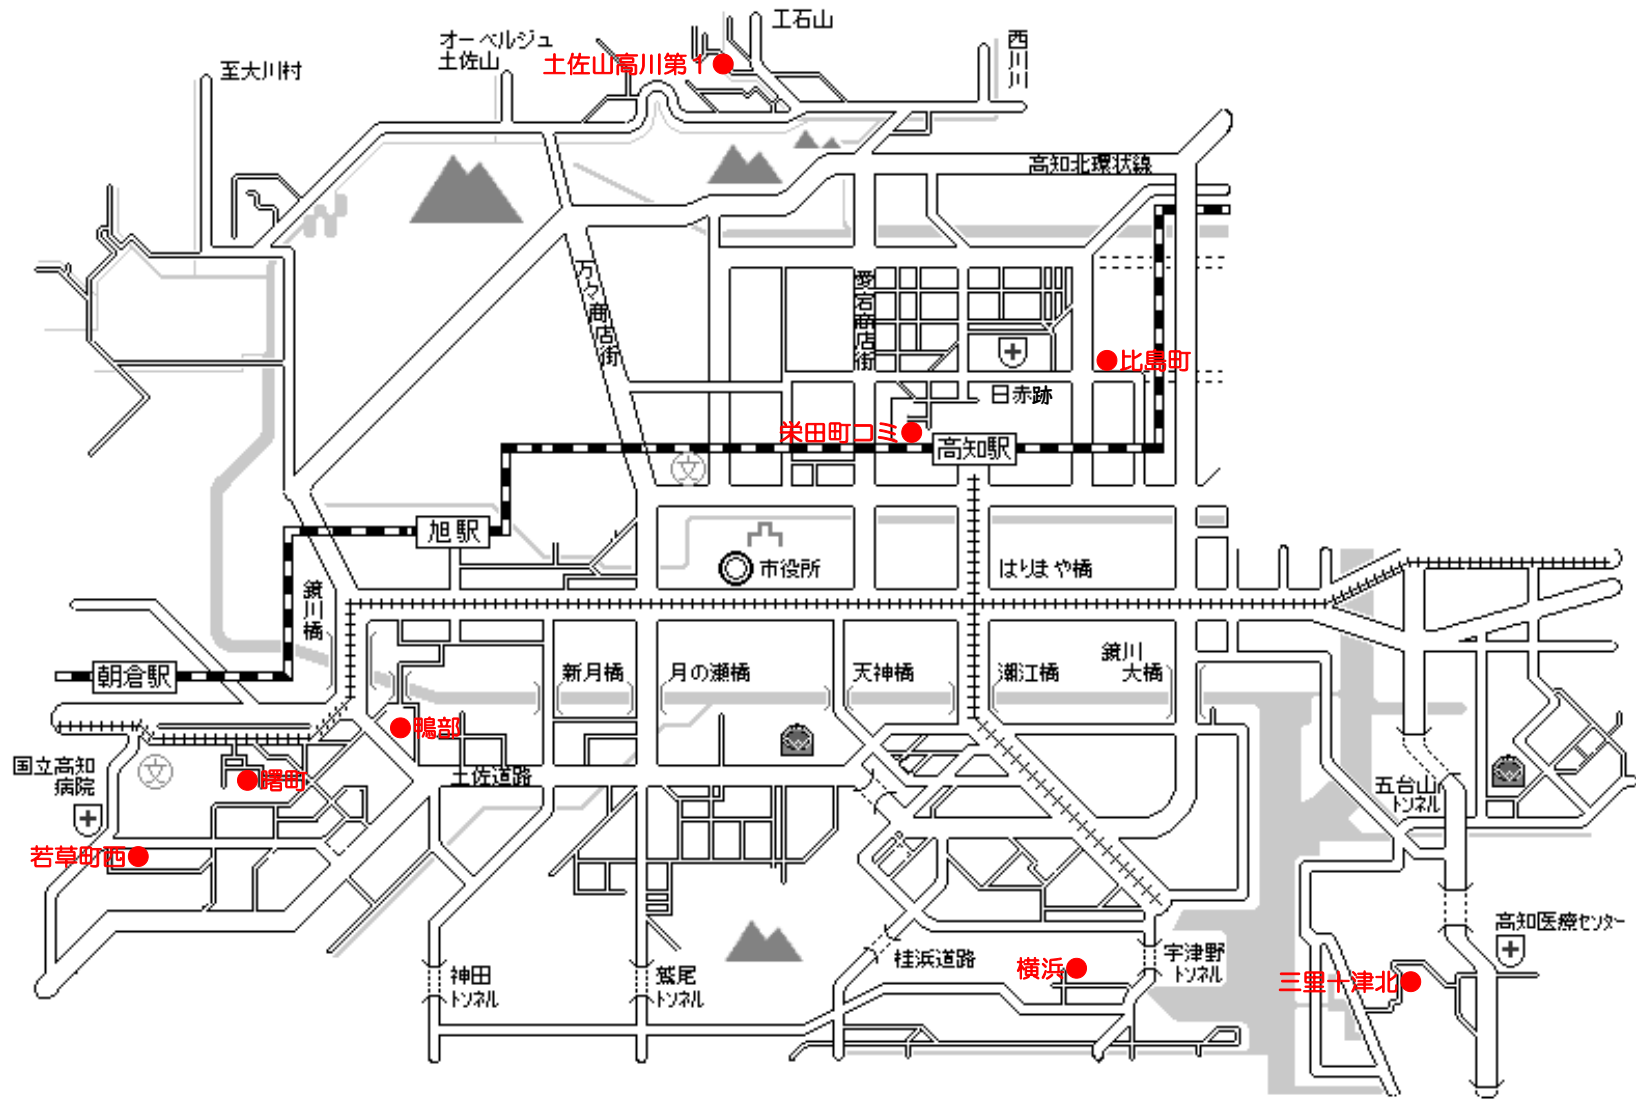 工石山
オーベルジュ
土佐山
西川川
土佐山高川第1
至大川村
高知北環状線
万々商店街
愛宕商店街
比島町
日赤跡
栄田町コミ
高知駅
文
旭駅
市役所
はりまや橋
鏡川橋
朝倉駅
新月橋
月の瀬橋
天神橋
潮江橋
鏡川
大橋
鴨部
国立高知
病院
文
曙町
土佐道路
五台山
トンネル
若草町西
高知医療センター
神田
トンネル
鷲尾
トンネル
桂浜道路
横浜
宇津野
トンネル
三里十津北